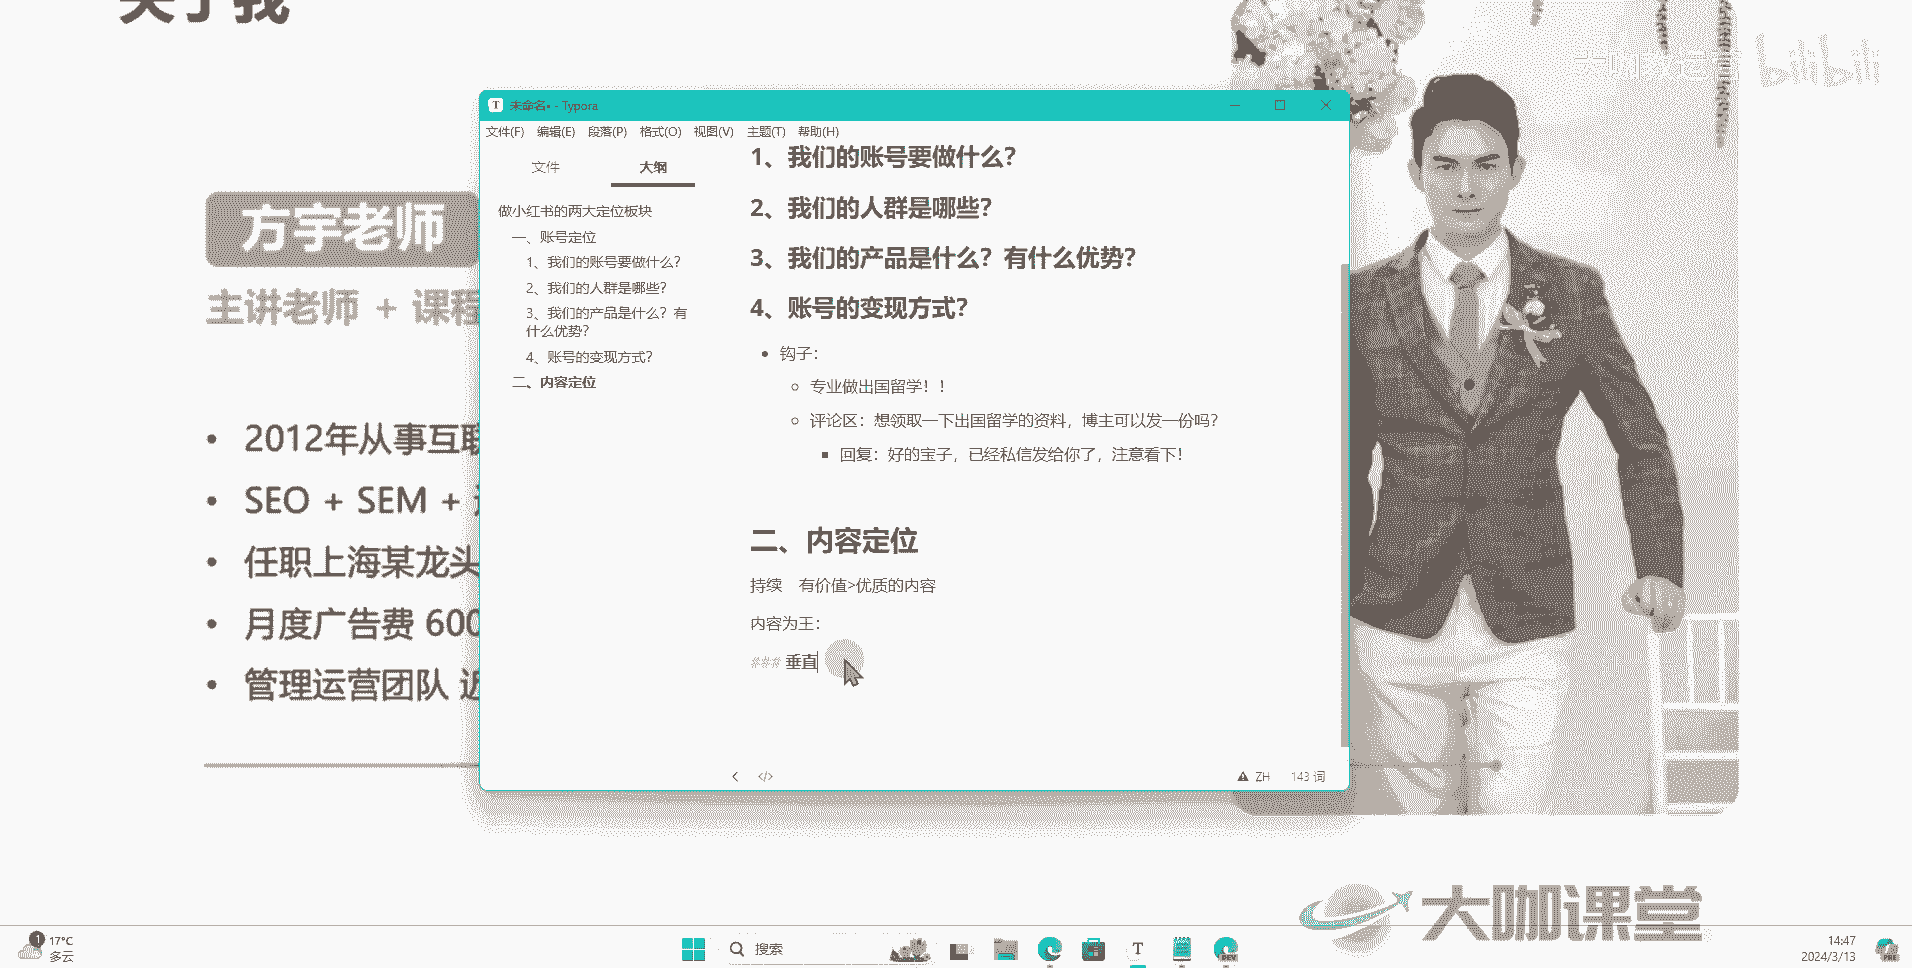 关于我
bilibili
方宇老师
主讲老师 + 课程
2012年从事互联
SEO + SEM +
任职上海某龙头
月度广告费 600
管理运营团队 近
未命名• - Typora
文件(F) 编辑(E) 段落(P) 格式(O) 视图(V) 主题(T) 帮助(H)
文件 大纲
做小红书的两大定位板块
一、账号定位
1、我们的账号要做什么？
2、我们的人群是哪些？
3、我们的产品是什么？有
什么优势？
4、账号的变现方式？
二、内容定位
1、我们的账号要做什么？
2、我们的人群是哪些？
3、我们的产品是什么？有什么优势？
4、账号的变现方式？
钩子：
专业做出国留学！！
评论区：想领取一下出国留学的资料，博主可以发一份吗？
回复：好的宝子，已经私信发给你了，注意看下！
二、内容定位
持续 有价值>优质的内容
内容为王：
### 垂直
ZH 143 词
大咖课堂
1
17°C
多云
搜索
T
DEV
14:47
2024/3/13
PRE